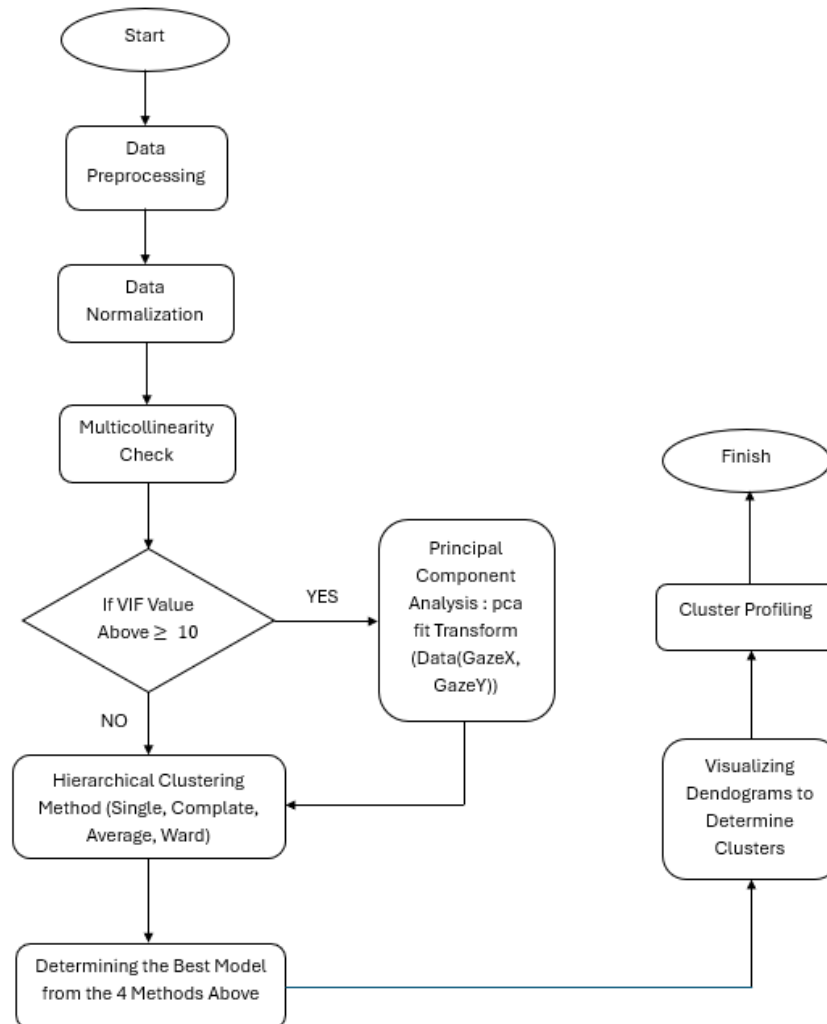 Start
Data
Preprocessing
Data
Normalization
Multicollinearity
Check
If VIF Value
Above ≥ 10
YES
NO
Principal
Component
Analysis : pca
fit Transform
(Data(GazeX,
GazeY))
Hierarchical Clustering
Method (Single, Complate,
Average, Ward)
Determining the Best Model
from the 4 Methods Above
Visualizing
Dendograms to
Determine
Clusters
Cluster Profiling
Finish